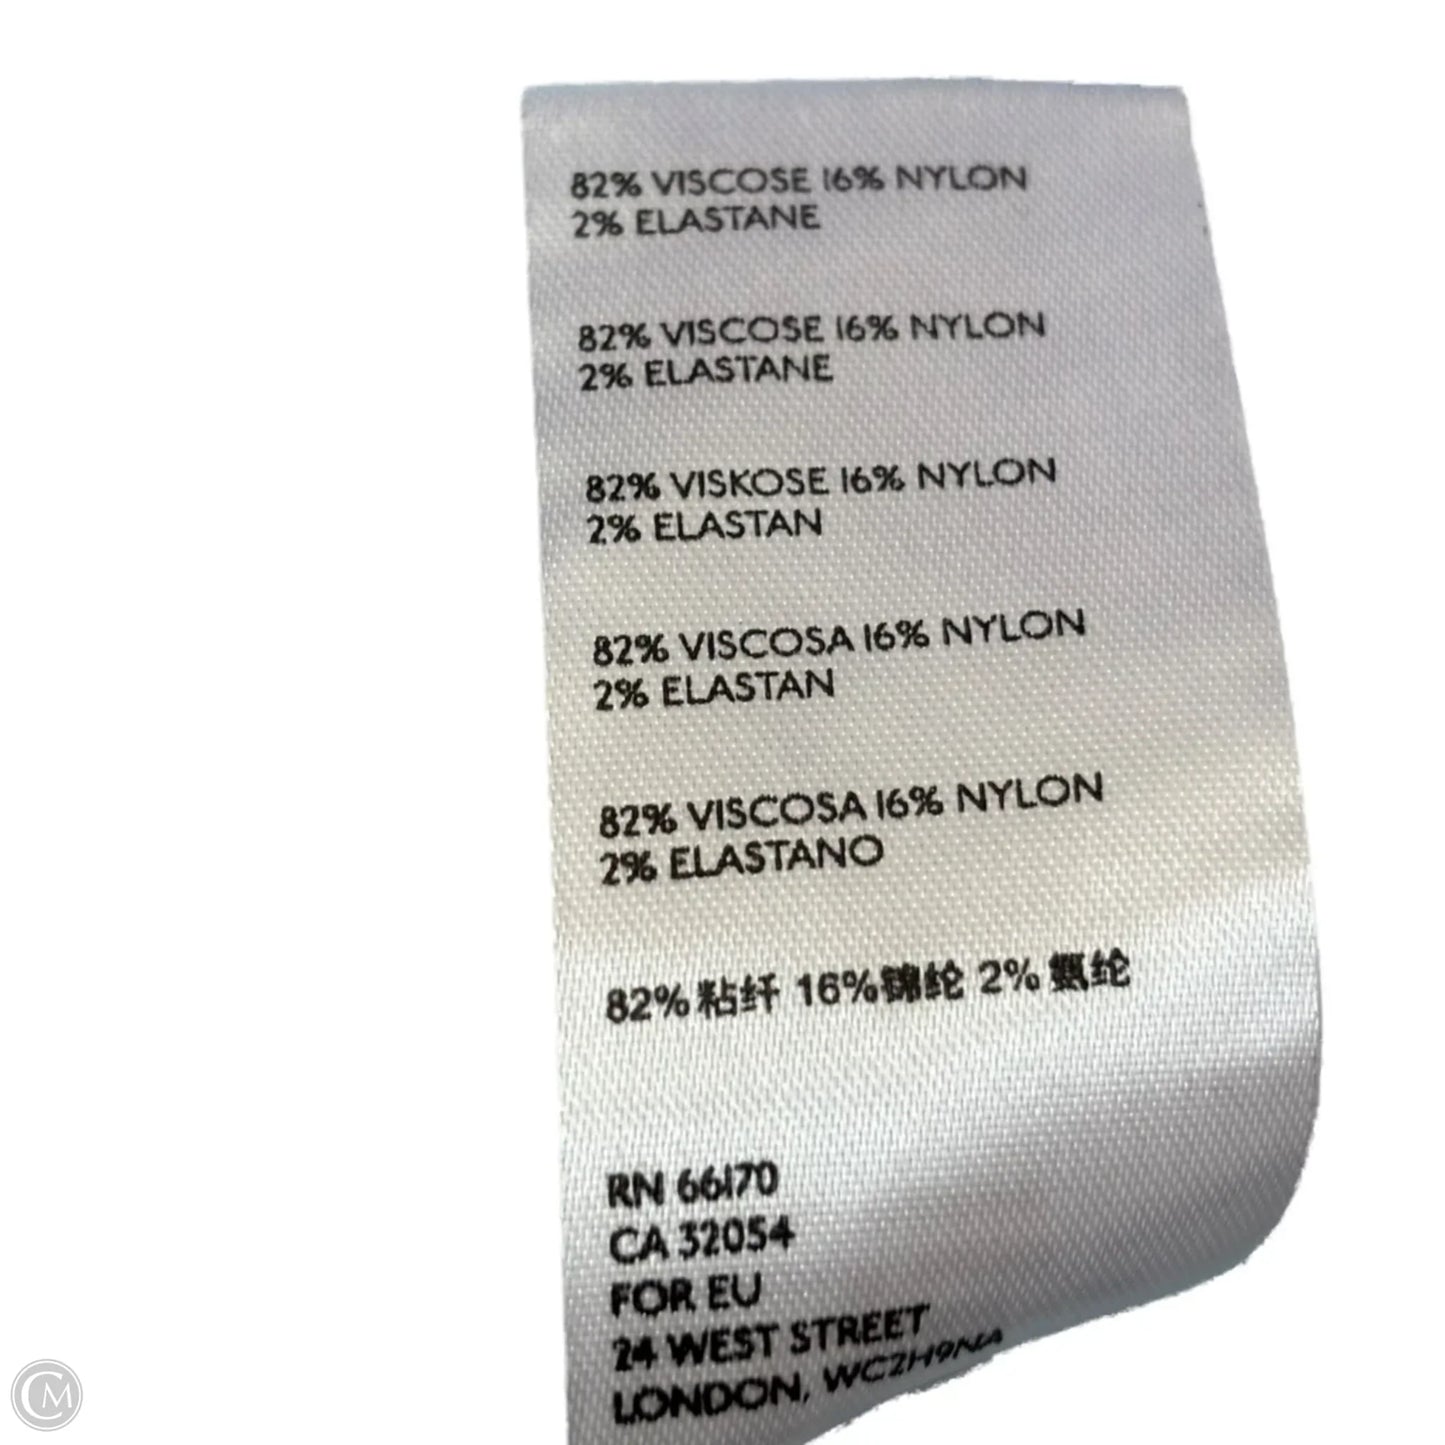 82% VISCOSE 16% NYLON
2% ELASTANE
82% VISCOSE 16% NYLON
2% ELASTANE
82% VISKOSE 16% NYLON
2% ELASTAN
82% VISCOSA 16% NYLON
2% ELASTAN
82% VISCOSA 16% NYLON
2% ELASTANO
82% 粘纤 16%锦纶 2% 氨纶
RN 66170
CA 32054
FOR EU
24 WEST STREET
LONDON, WC2H9NA
CM